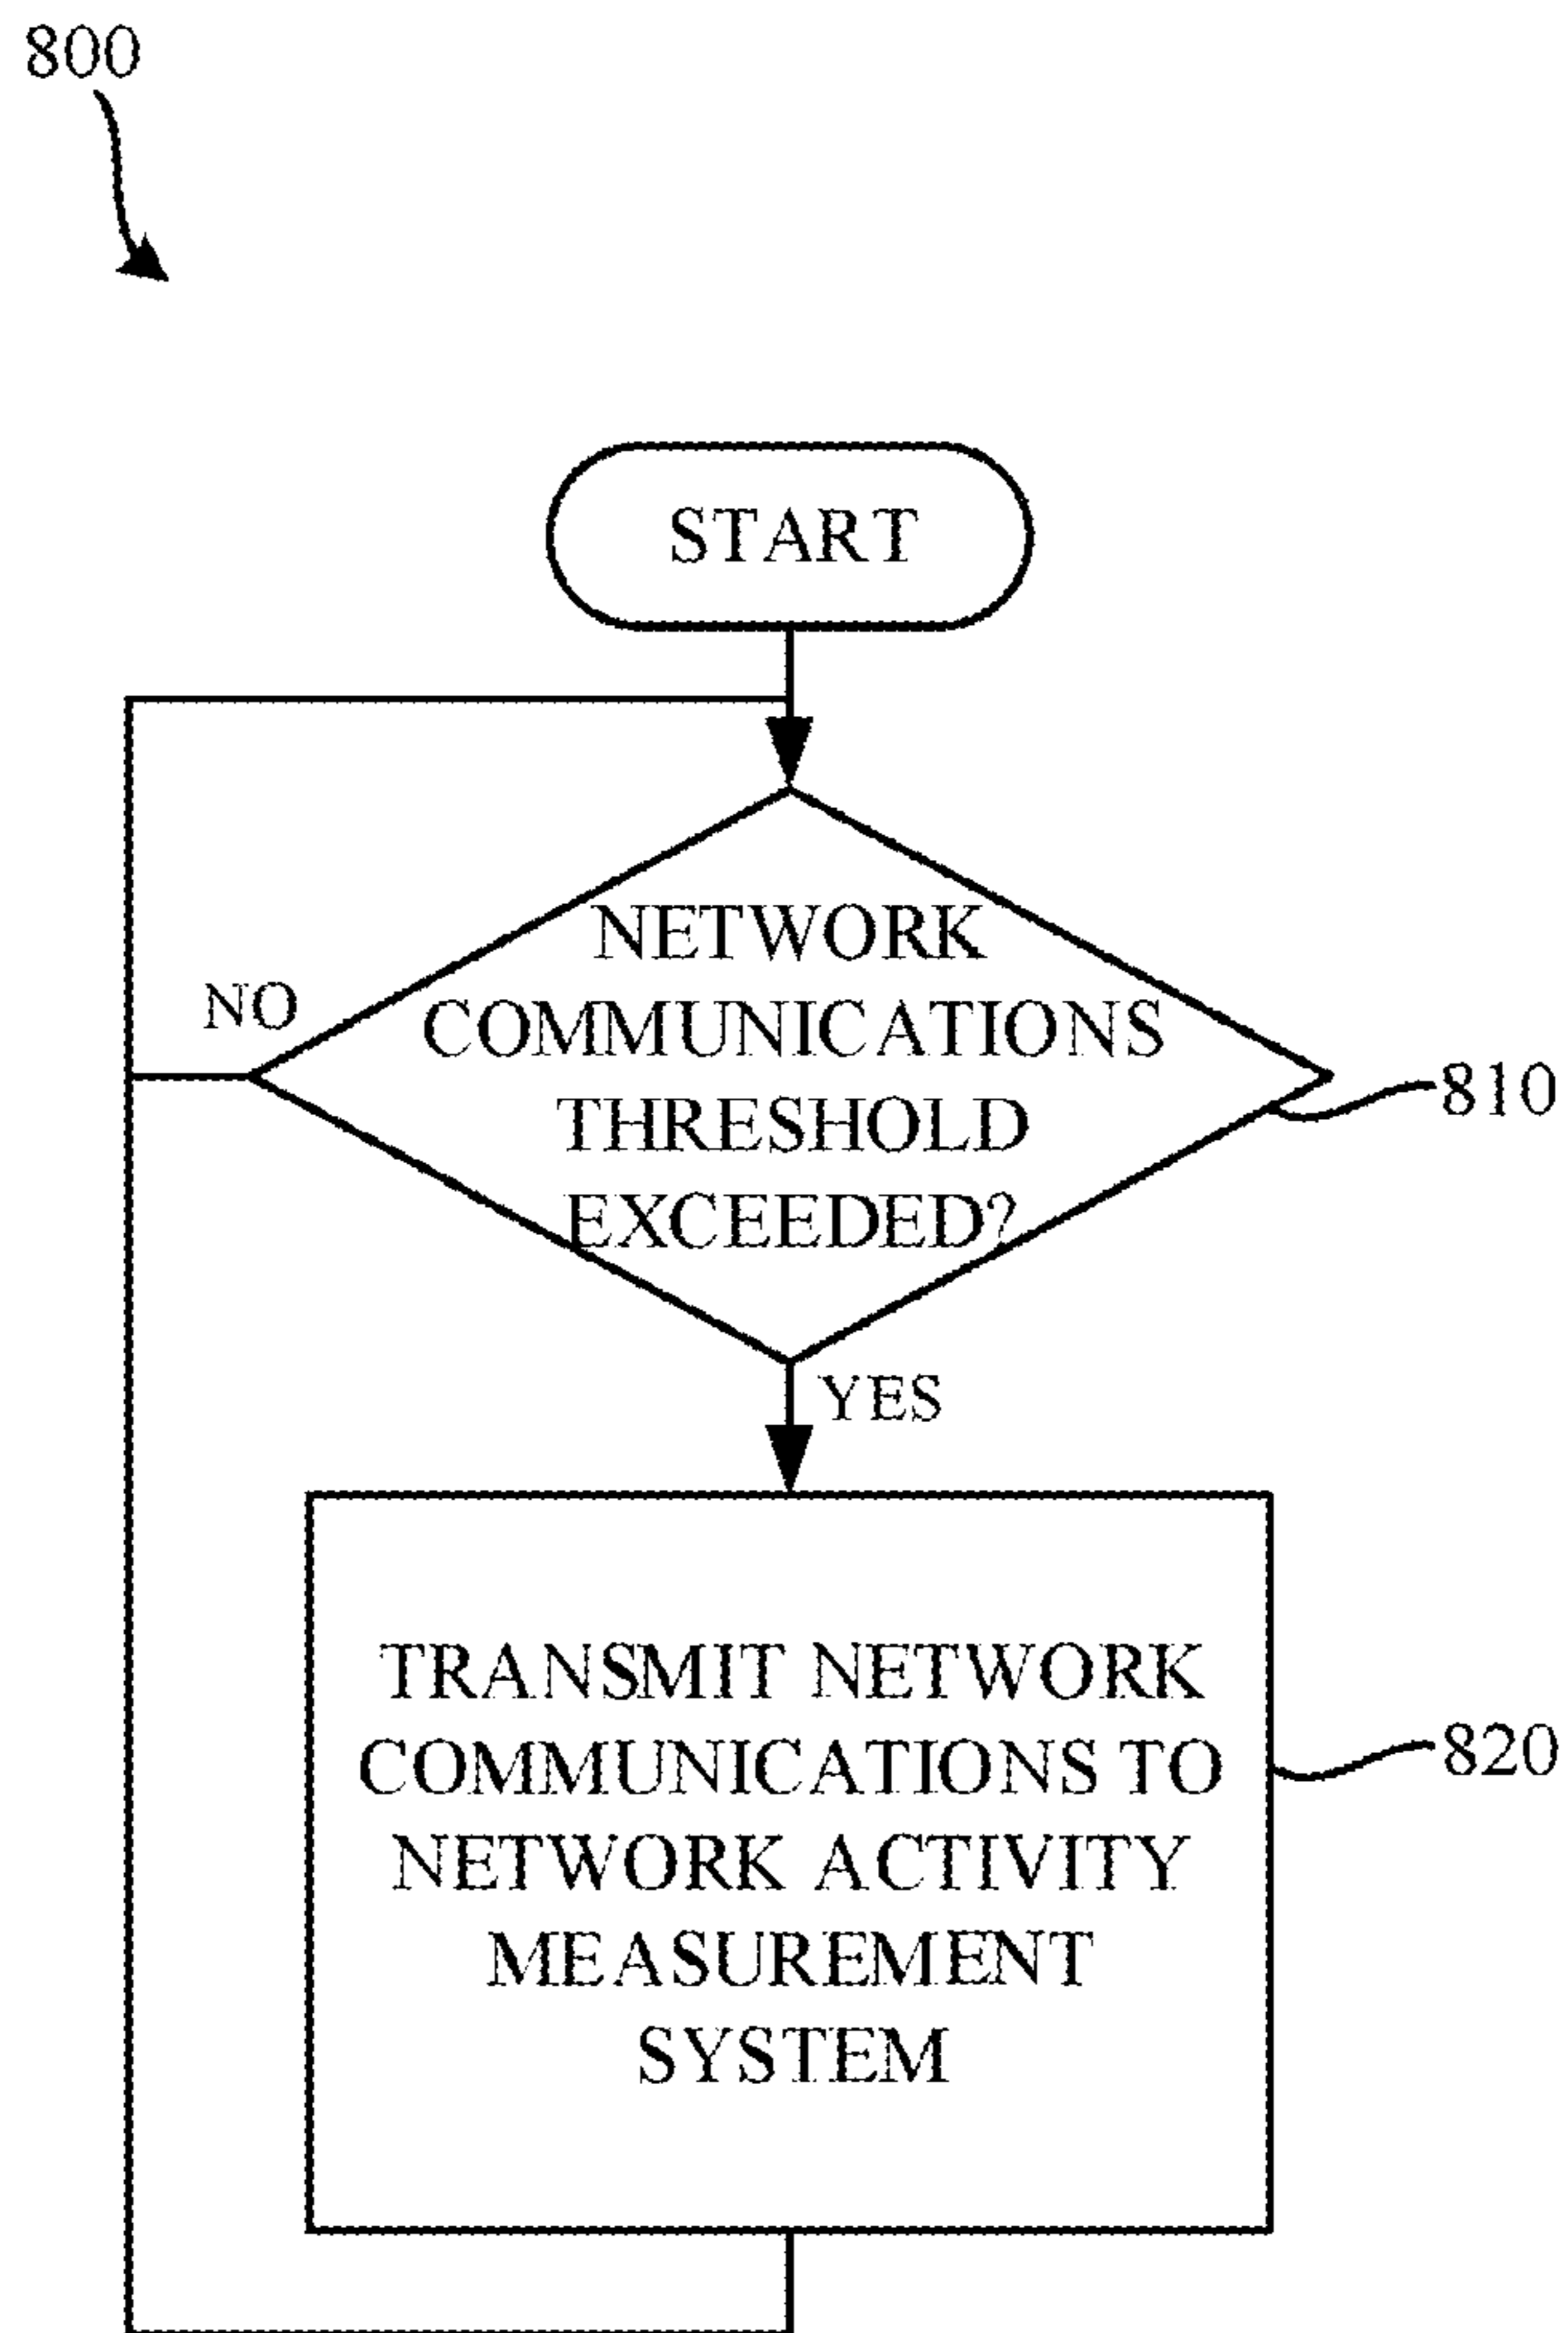 800
START
NETWORK
COMMUNICATIONS
THRESHOLD
EXCEEDED?
NO
810
YES
TRANSMIT NETWORK
COMMUNICATIONS TO
NETWORK ACTIVITY
MEASUREMENT
SYSTEM
820